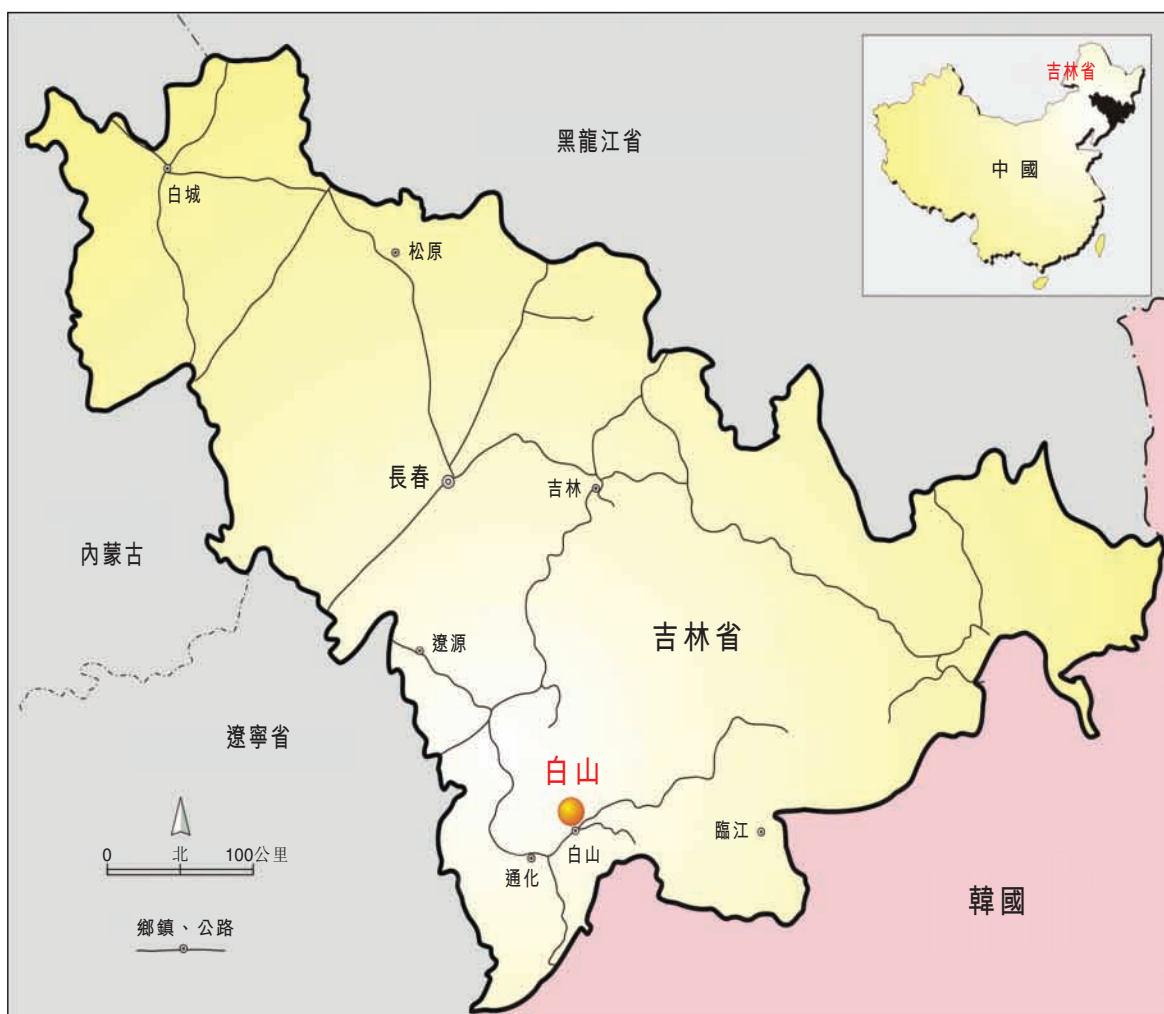 吉林省
中國
黑龍江省
白城
松原
長春
吉林
內蒙古
吉林省
遼源
遼寧省
白山
白山
臨江
通化
0 北 100公里
韓國
鄉鎮、公路